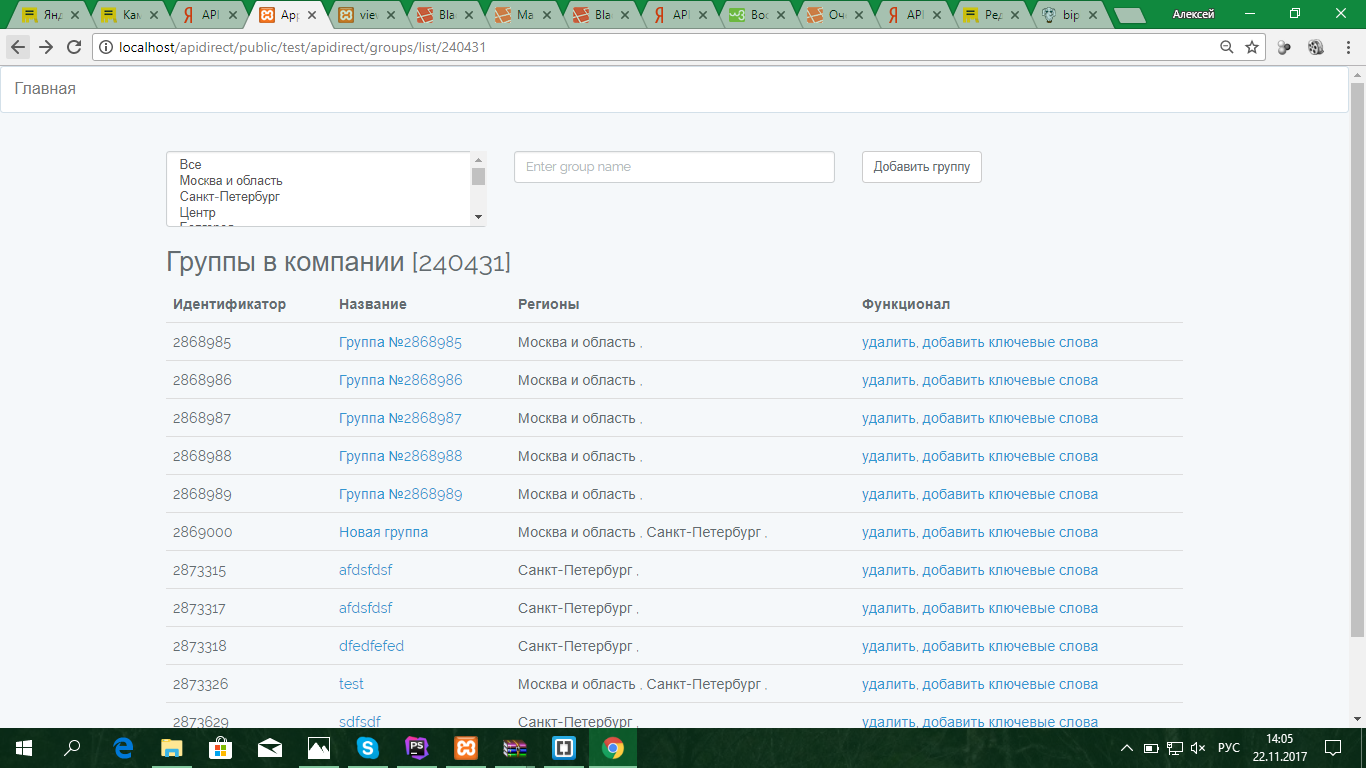 Янд Кам API App view Blad Ma Blad API Вос Оче API Ред bip Алексей
localhost/apidirect/public/test/apidirect/groups/list/240431
Главная
Все
Москва и область
Санкт-Петербург
Центр
Белгород
Enter group name
Добавить группу
Группы в компании [240431]
Идентификатор Название Регионы Функционал
2868985 Группа №2868985 Москва и область , удалить, добавить ключевые слова
2868986 Группа №2868986 Москва и область , удалить, добавить ключевые слова
2868987 Группа №2868987 Москва и область , удалить, добавить ключевые слова
2868988 Группа №2868988 Москва и область , удалить, добавить ключевые слова
2868989 Группа №2868989 Москва и область , удалить, добавить ключевые слова
2869000 Новая группа Москва и область , Санкт-Петербург , удалить, добавить ключевые слова
2873315 afdsfdsf Санкт-Петербург , удалить, добавить ключевые слова
2873317 afdsfdsf Санкт-Петербург , удалить, добавить ключевые слова
2873318 dfedfefed Санкт-Петербург , удалить, добавить ключевые слова
2873326 test Москва и область , Санкт-Петербург , удалить, добавить ключевые слова
2873629 sdfsdf Санкт-Петербург , удалить, добавить ключевые слова
РУС
14:05
22.11.2017